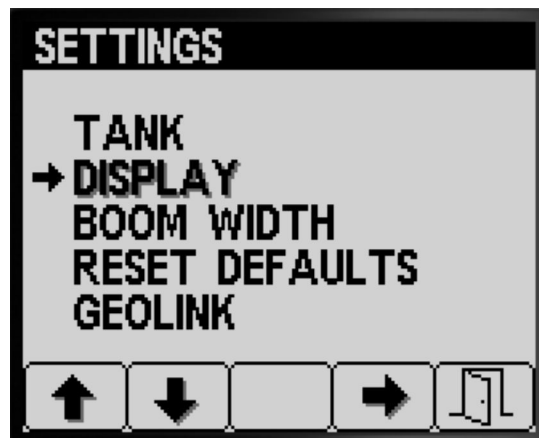 SETTINGS
TANK
DISPLAY
BOOM WIDTH
RESET DEFAULTS
GEOLINK